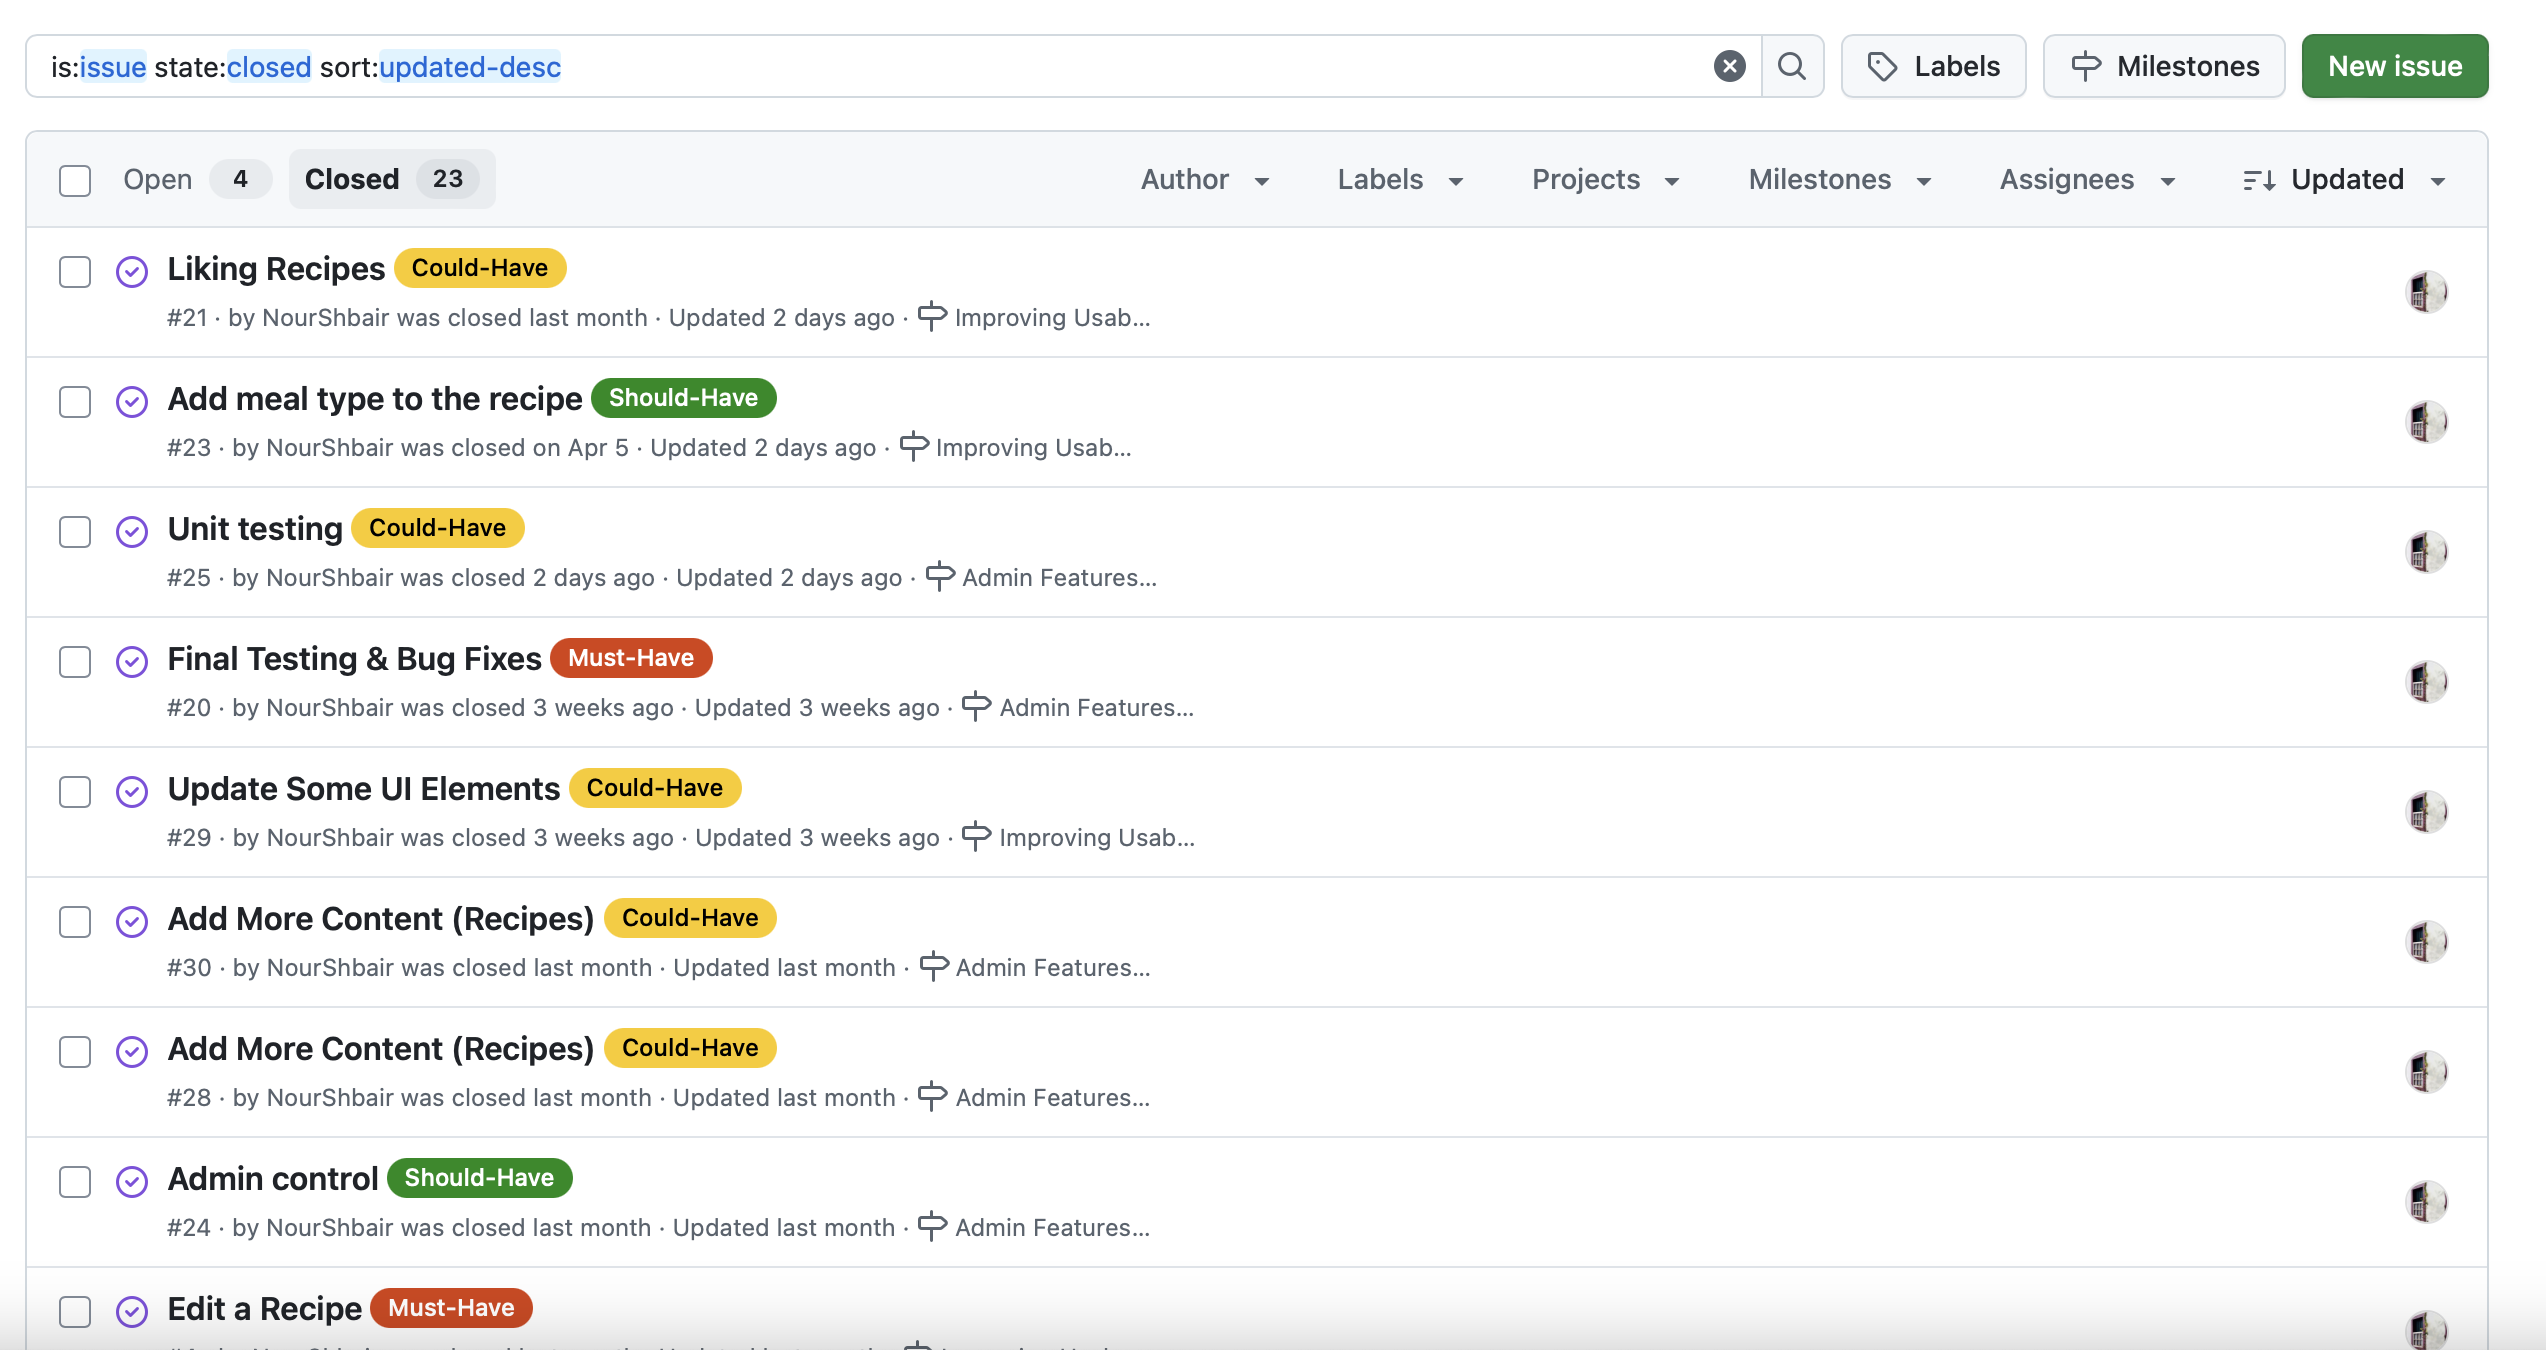 is:issue state:closed sort:updated-desc
Labels
Milestones
New issue
Open 4 Closed 23 Author Labels Projects Milestones Assignees Updated
Liking Recipes Could-Have
#21 · by NourShbair was closed last month · Updated 2 days ago · Improving Usab...
Add meal type to the recipe Should-Have
#23 · by NourShbair was closed on Apr 5 · Updated 2 days ago · Improving Usab...
Unit testing Could-Have
#25 · by NourShbair was closed 2 days ago · Updated 2 days ago · Admin Features...
Final Testing & Bug Fixes Must-Have
#20 · by NourShbair was closed 3 weeks ago · Updated 3 weeks ago · Admin Features...
Update Some UI Elements Could-Have
#29 · by NourShbair was closed 3 weeks ago · Updated 3 weeks ago · Improving Usab...
Add More Content (Recipes) Could-Have
#30 · by NourShbair was closed last month · Updated last month · Admin Features...
Add More Content (Recipes) Could-Have
#28 · by NourShbair was closed last month · Updated last month · Admin Features...
Admin control Should-Have
#24 · by NourShbair was closed last month · Updated last month · Admin Features...
Edit a Recipe Must-Have